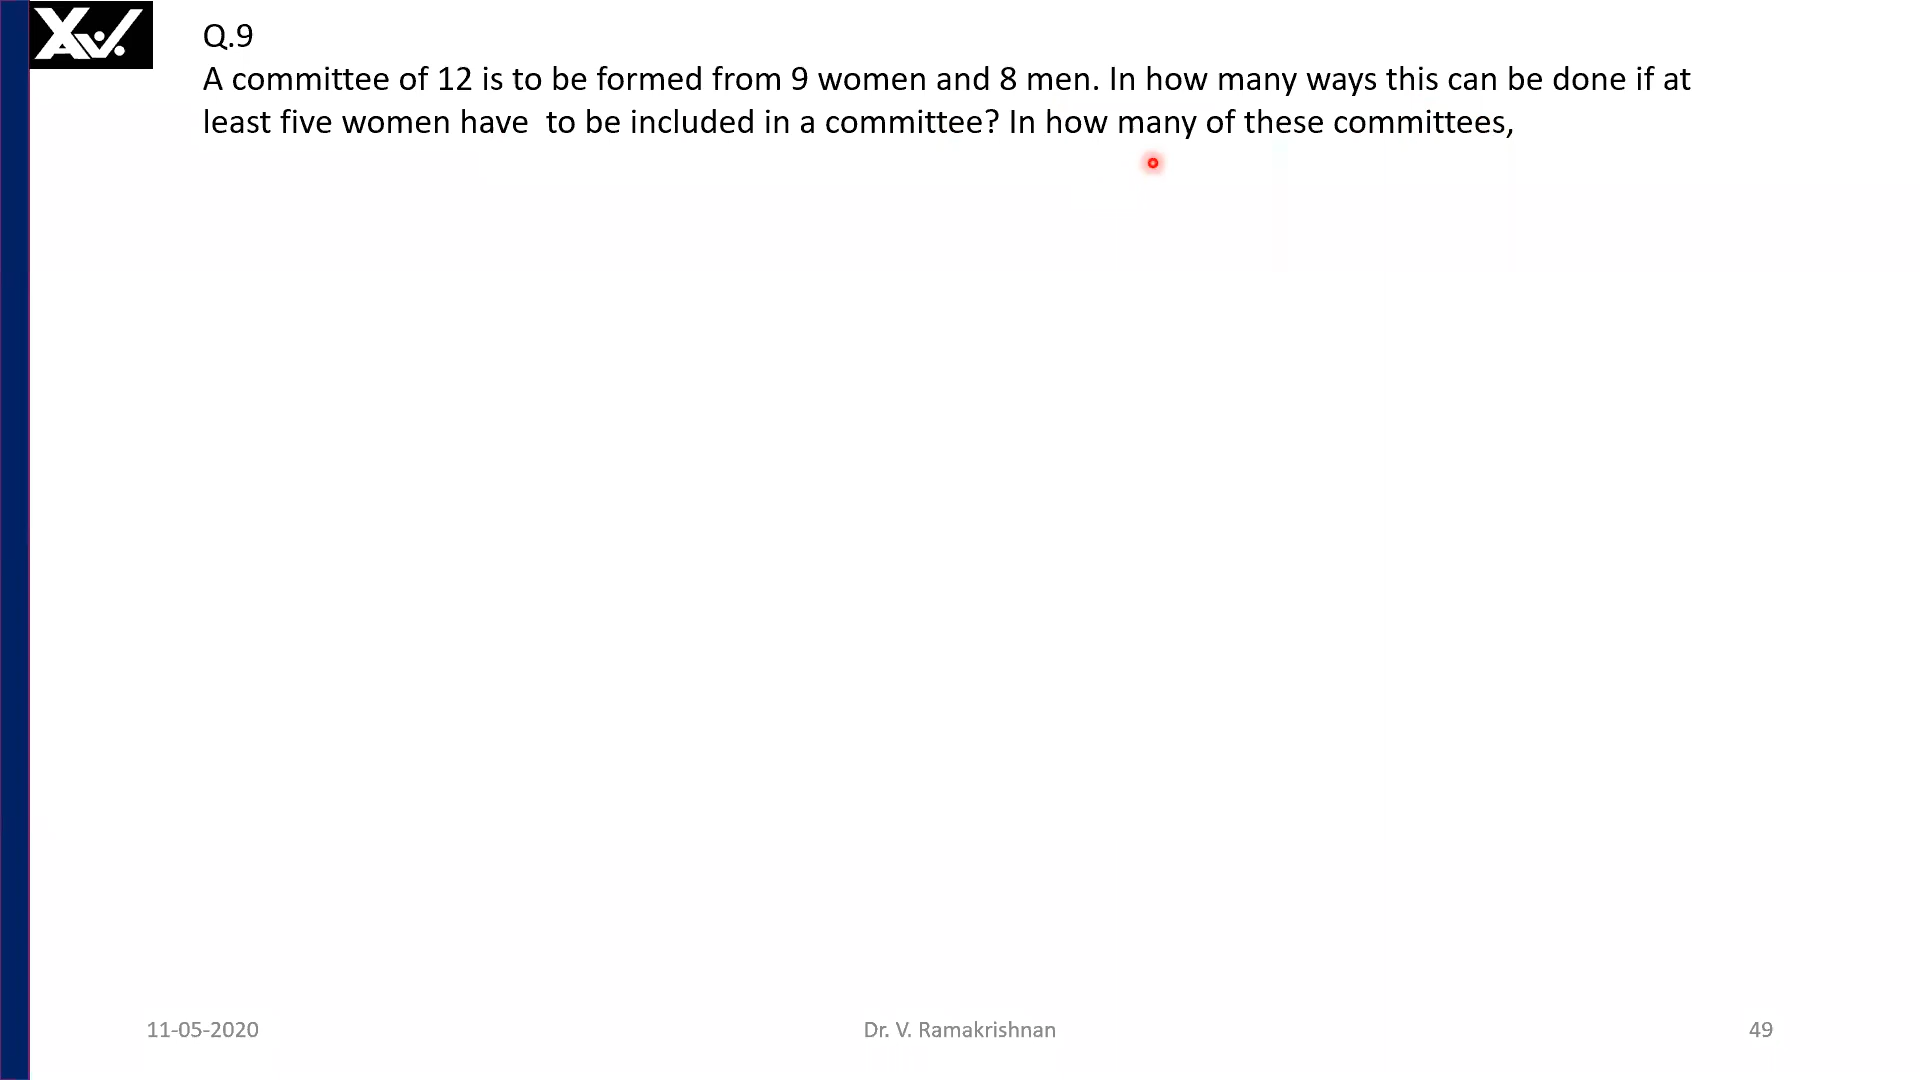 XAV.
Q.9
A committee of 12 is to be formed from 9 women and 8 men. In how many ways this can be done if at
least five women have  to be included in a committee? In how many of these committees,
11-05-2020
Dr. V. Ramakrishnan
49